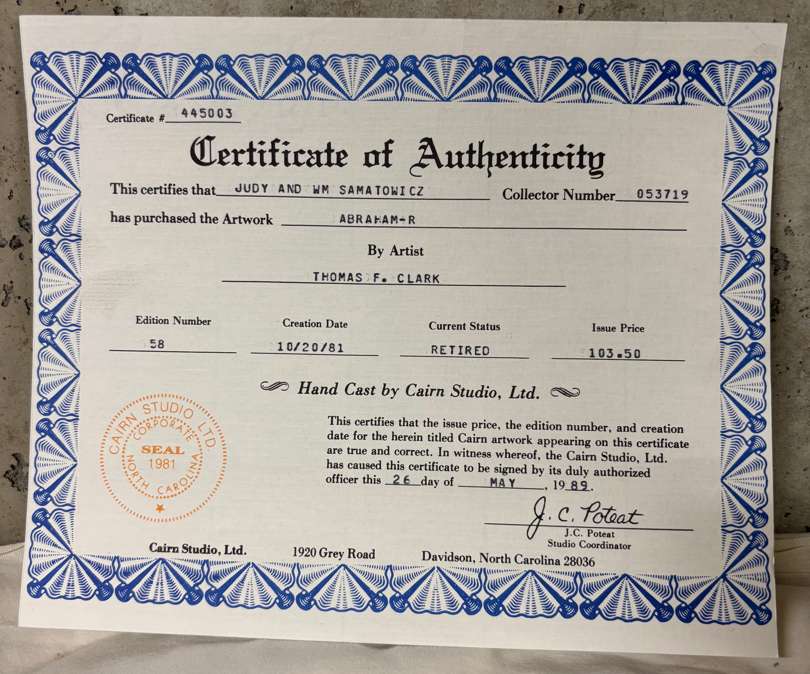 Certificate # 445003
Certificate of Authenticity
This certifies that JUDY AND WM SAMATOWICZ Collector Number 053719
has purchased the Artwork ABRAHAM-R
By Artist
THOMAS F. CLARK
Edition Number Creation Date Current Status Issue Price
58 10/20/81 RETIRED 103.50
Hand Cast by Cairn Studio, Ltd.
This certifies that the issue price, the edition number, and creation
date for the herein titled Cairn artwork appearing on this certificate
are true and correct. In witness whereof, the Cairn Studio, Ltd.
has caused this certificate to be signed by its duly authorized
officer this 26 day of MAY, 1989.
CAIRN STUDIO LTD.
CORPORATE
SEAL
1981
NORTH CAROLINA
J. C. Poteat
J.C. Poteat
Studio Coordinator
Cairn Studio, Ltd. 1920 Grey Road Davidson, North Carolina 28036